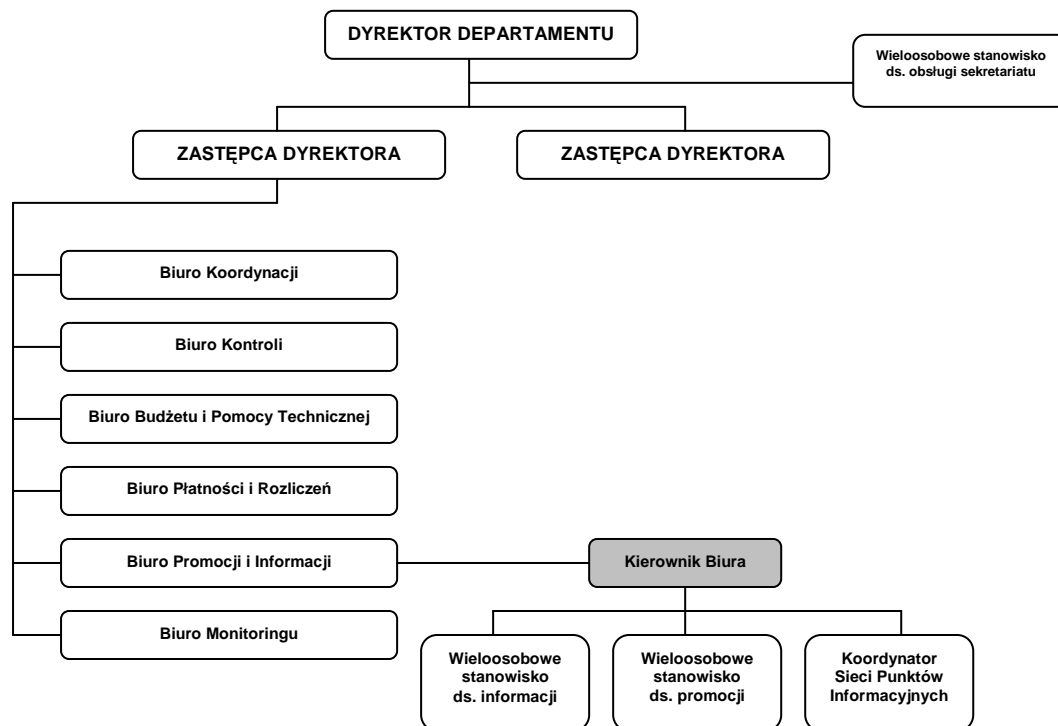 DYREKTOR DEPARTAMENTU
Wieloosobowe stanowisko
ds. obsługi sekretariatu
ZASTĘPCA DYREKTORA
ZASTĘPCA DYREKTORA
Biuro Koordynacji
Biuro Kontroli
Biuro Budżetu i Pomocy Technicznej
Biuro Płatności i Rozliczeń
Biuro Promocji i Informacji
Kierownik Biura
Biuro Monitoringu
Wieloosobowe
stanowisko
ds. informacji
Wieloosobowe
stanowisko
ds. promocji
Koordynator
Sieci Punktów
Informacyjnych